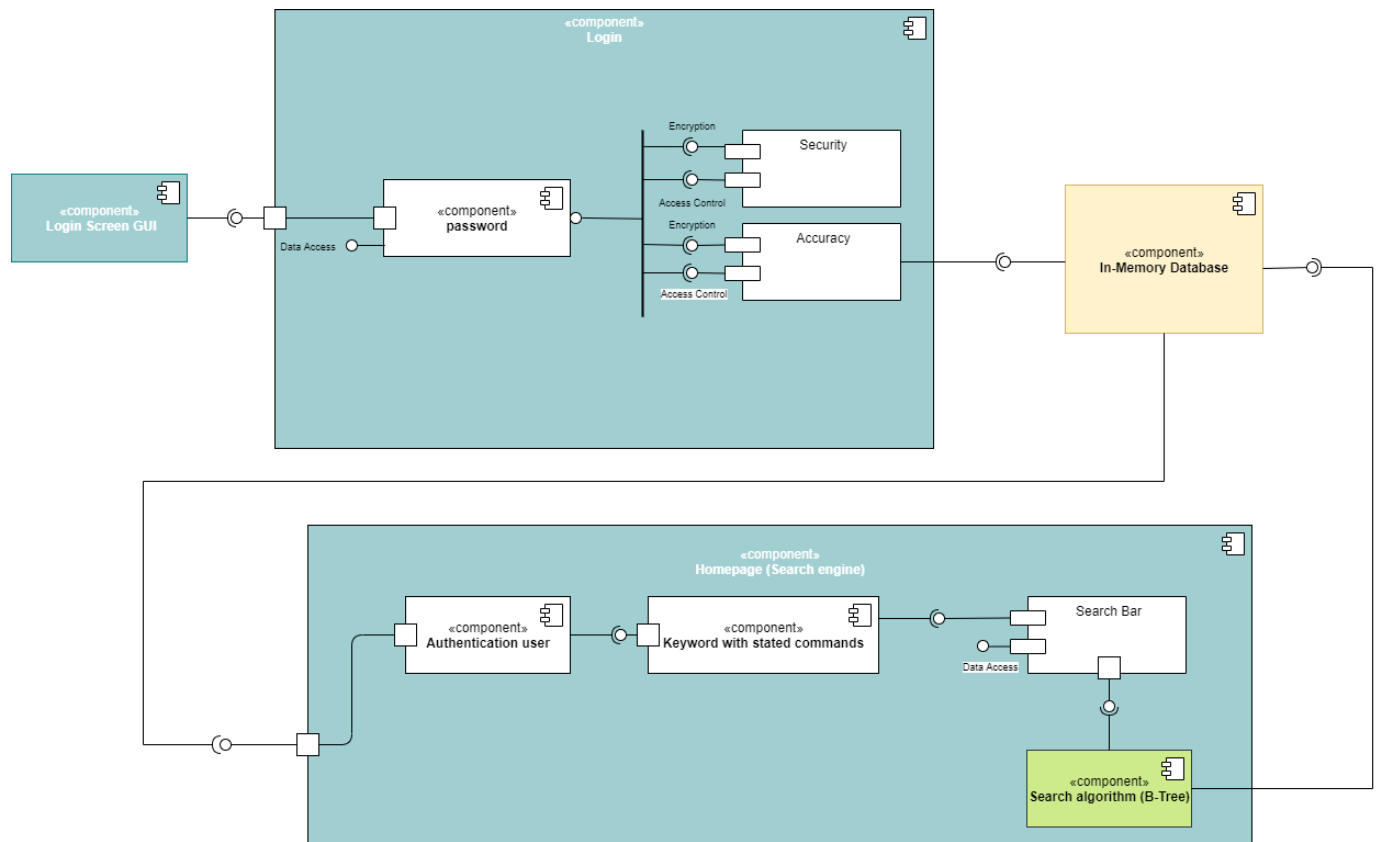 «component»
Login
Encryption
Security
Access Control
«component»
Login Screen GUI
«component»
password
Data Access
Encryption
Accuracy
Access Control
«component»
In-Memory Database
«component»
Homepage (Search engine)
«component»
Authentication user
«component»
Keyword with stated commands
Search Bar
Data Access
«component»
Search algorithm (B-Tree)